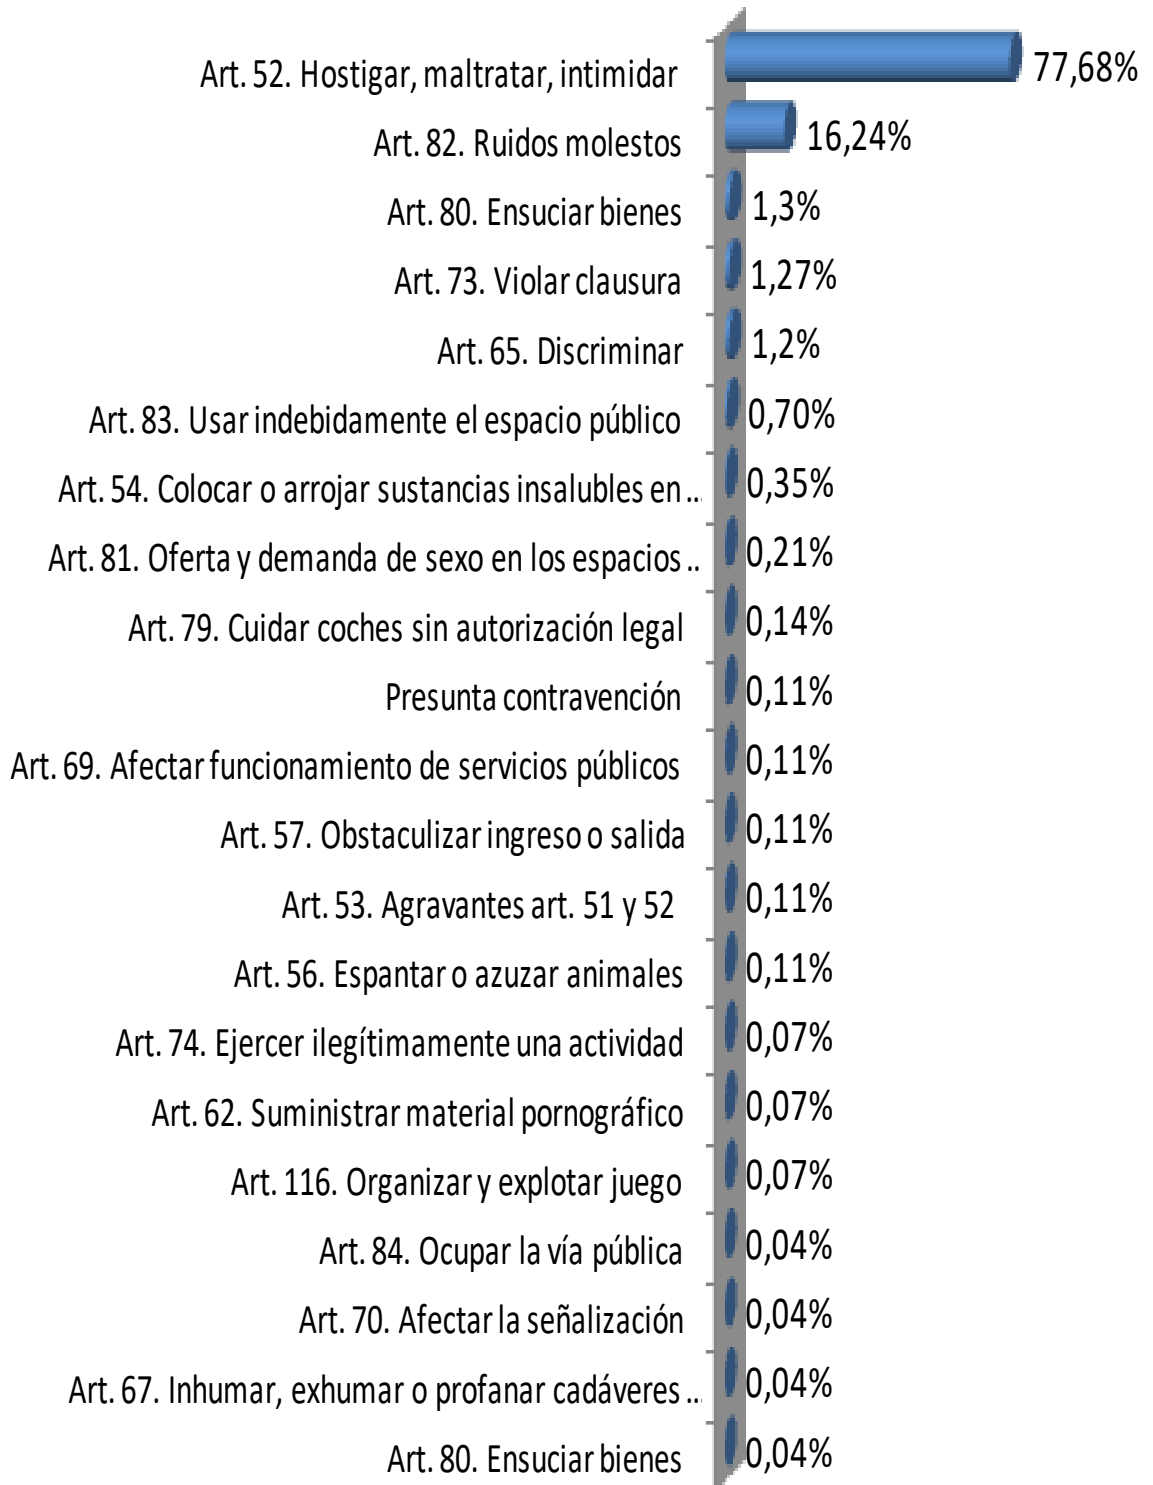 Art. 52. Hostigar, maltratar, intimidar 77,68%
Art. 82. Ruidos molestos 16,24%
Art. 80. Ensuciar bienes 1,3%
Art. 73. Violar clausura 1,27%
Art. 65. Discriminar 1,2%
Art. 83. Usar indebidamente el espacio público 0,70%
Art. 54. Colocar o arrojar sustancias insalubres en ... 0,35%
Art. 81. Oferta y demanda de sexo en los espacios .. 0,21%
Art. 79. Cuidar coches sin autorización legal 0,14%
Presunta contravención 0,11%
Art. 69. Afectar funcionamiento de servicios públicos 0,11%
Art. 57. Obstaculizar ingreso o salida 0,11%
Art. 53. Agravantes art. 51 y 52 0,11%
Art. 56. Espantar o azuzar animales 0,11%
Art. 74. Ejercer ilegítimamente una actividad 0,07%
Art. 62. Suministrar material pornográfico 0,07%
Art. 116. Organizar y explotar juego 0,07%
Art. 84. Ocupar la vía pública 0,04%
Art. 70. Afectar la señalización 0,04%
Art. 67. Inhumar, exhumar o profanar cadáveres ... 0,04%
Art. 80. Ensuciar bienes 0,04%